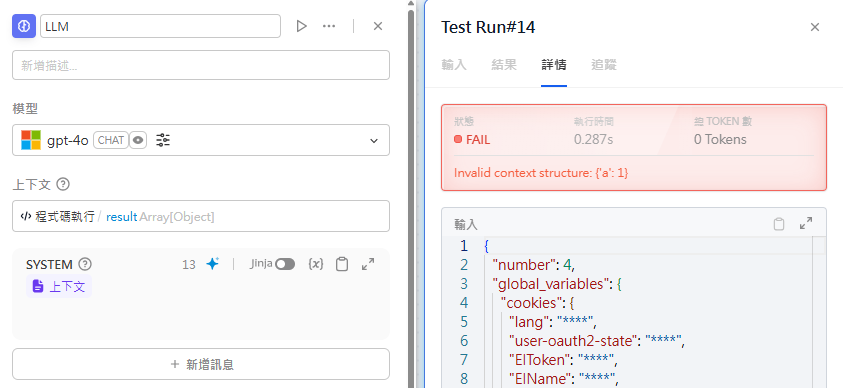 LLM
新增描述...
模型
gpt-4o CHAT
上下文
程式碼執行 / result Array[Object]
SYSTEM 13 Jinja {x}
上下文
+ 新增訊息
Test Run#14
輸入 結果 詳情 追蹤
狀態 執行時間 總 TOKEN 數
FAIL 0.287s 0 Tokens
Invalid context structure: {'a': 1}
輸入
1 {
2 "number": 4,
3 "global_variables": {
4 "cookies": {
5 "lang": "****",
6 "user-oauth2-state": "****",
7 "EIToken": "****",
8 "EIName": "****",